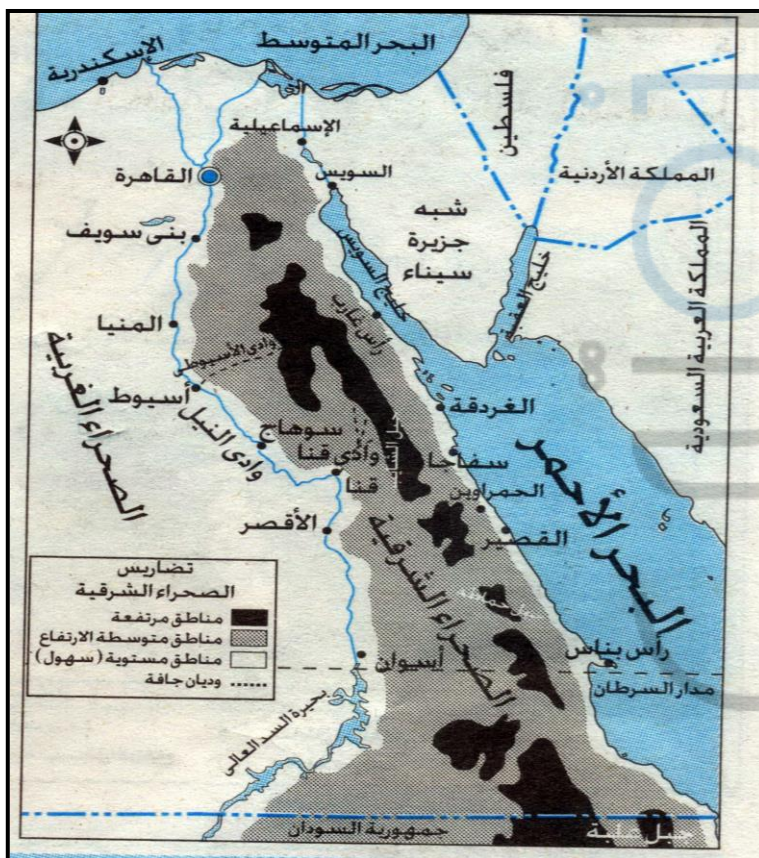 البحر المتوسط
الإسكندرية
فلسطين
الإسماعيلية
المملكة الأردنية
القاهرة
السويس
شبه
جزيرة
سيناء
بنى سويف
خليج السويس
خليج العقبة
المملكة العربية السعودية
رأس غارب
المنيا
وادى الأسيوطى
الصحراء الغربية
أسيوط
وادى النيل
الغردقة
سوهاج
وادى قنا
قنا
سفاجا
الحمراوين
البحر الأحمر
الأقصر
القصير
الصحراء الشرقية
تضاريس
الصحراء الشرقية
مناطق مرتفعة
مناطق متوسطة الارتفاع
مناطق مستوية (سهول)
وديان جافة
جبل حماطة
رأس بناس
أسوان
مدار السرطان
بحيرة السد العالى
جمهورية السودان
جبل علبة